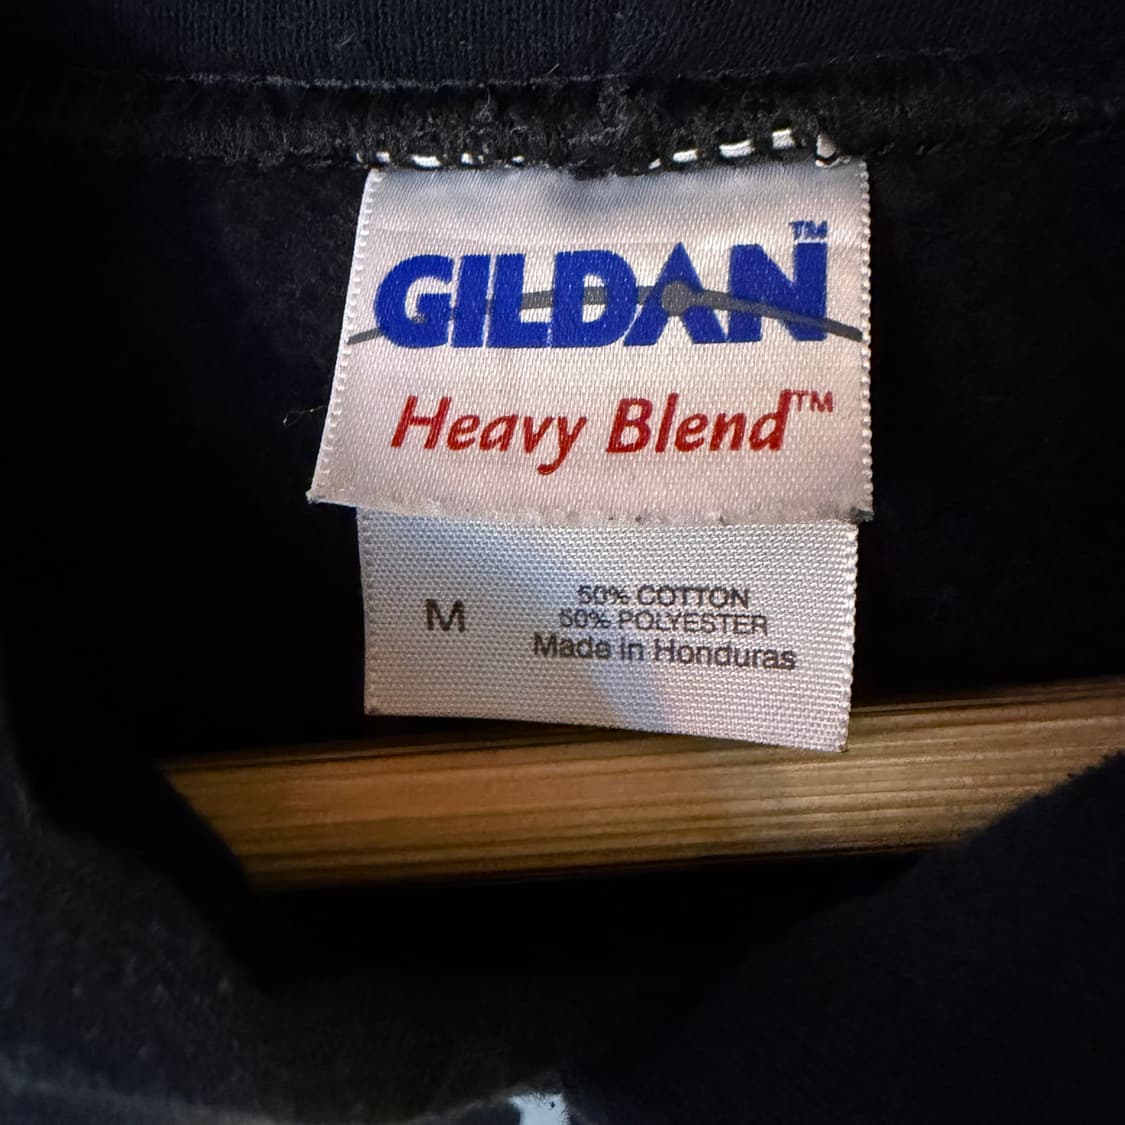 GILDAN™
Heavy Blend™
M
50% COTTON
50% POLYESTER
Made in Honduras